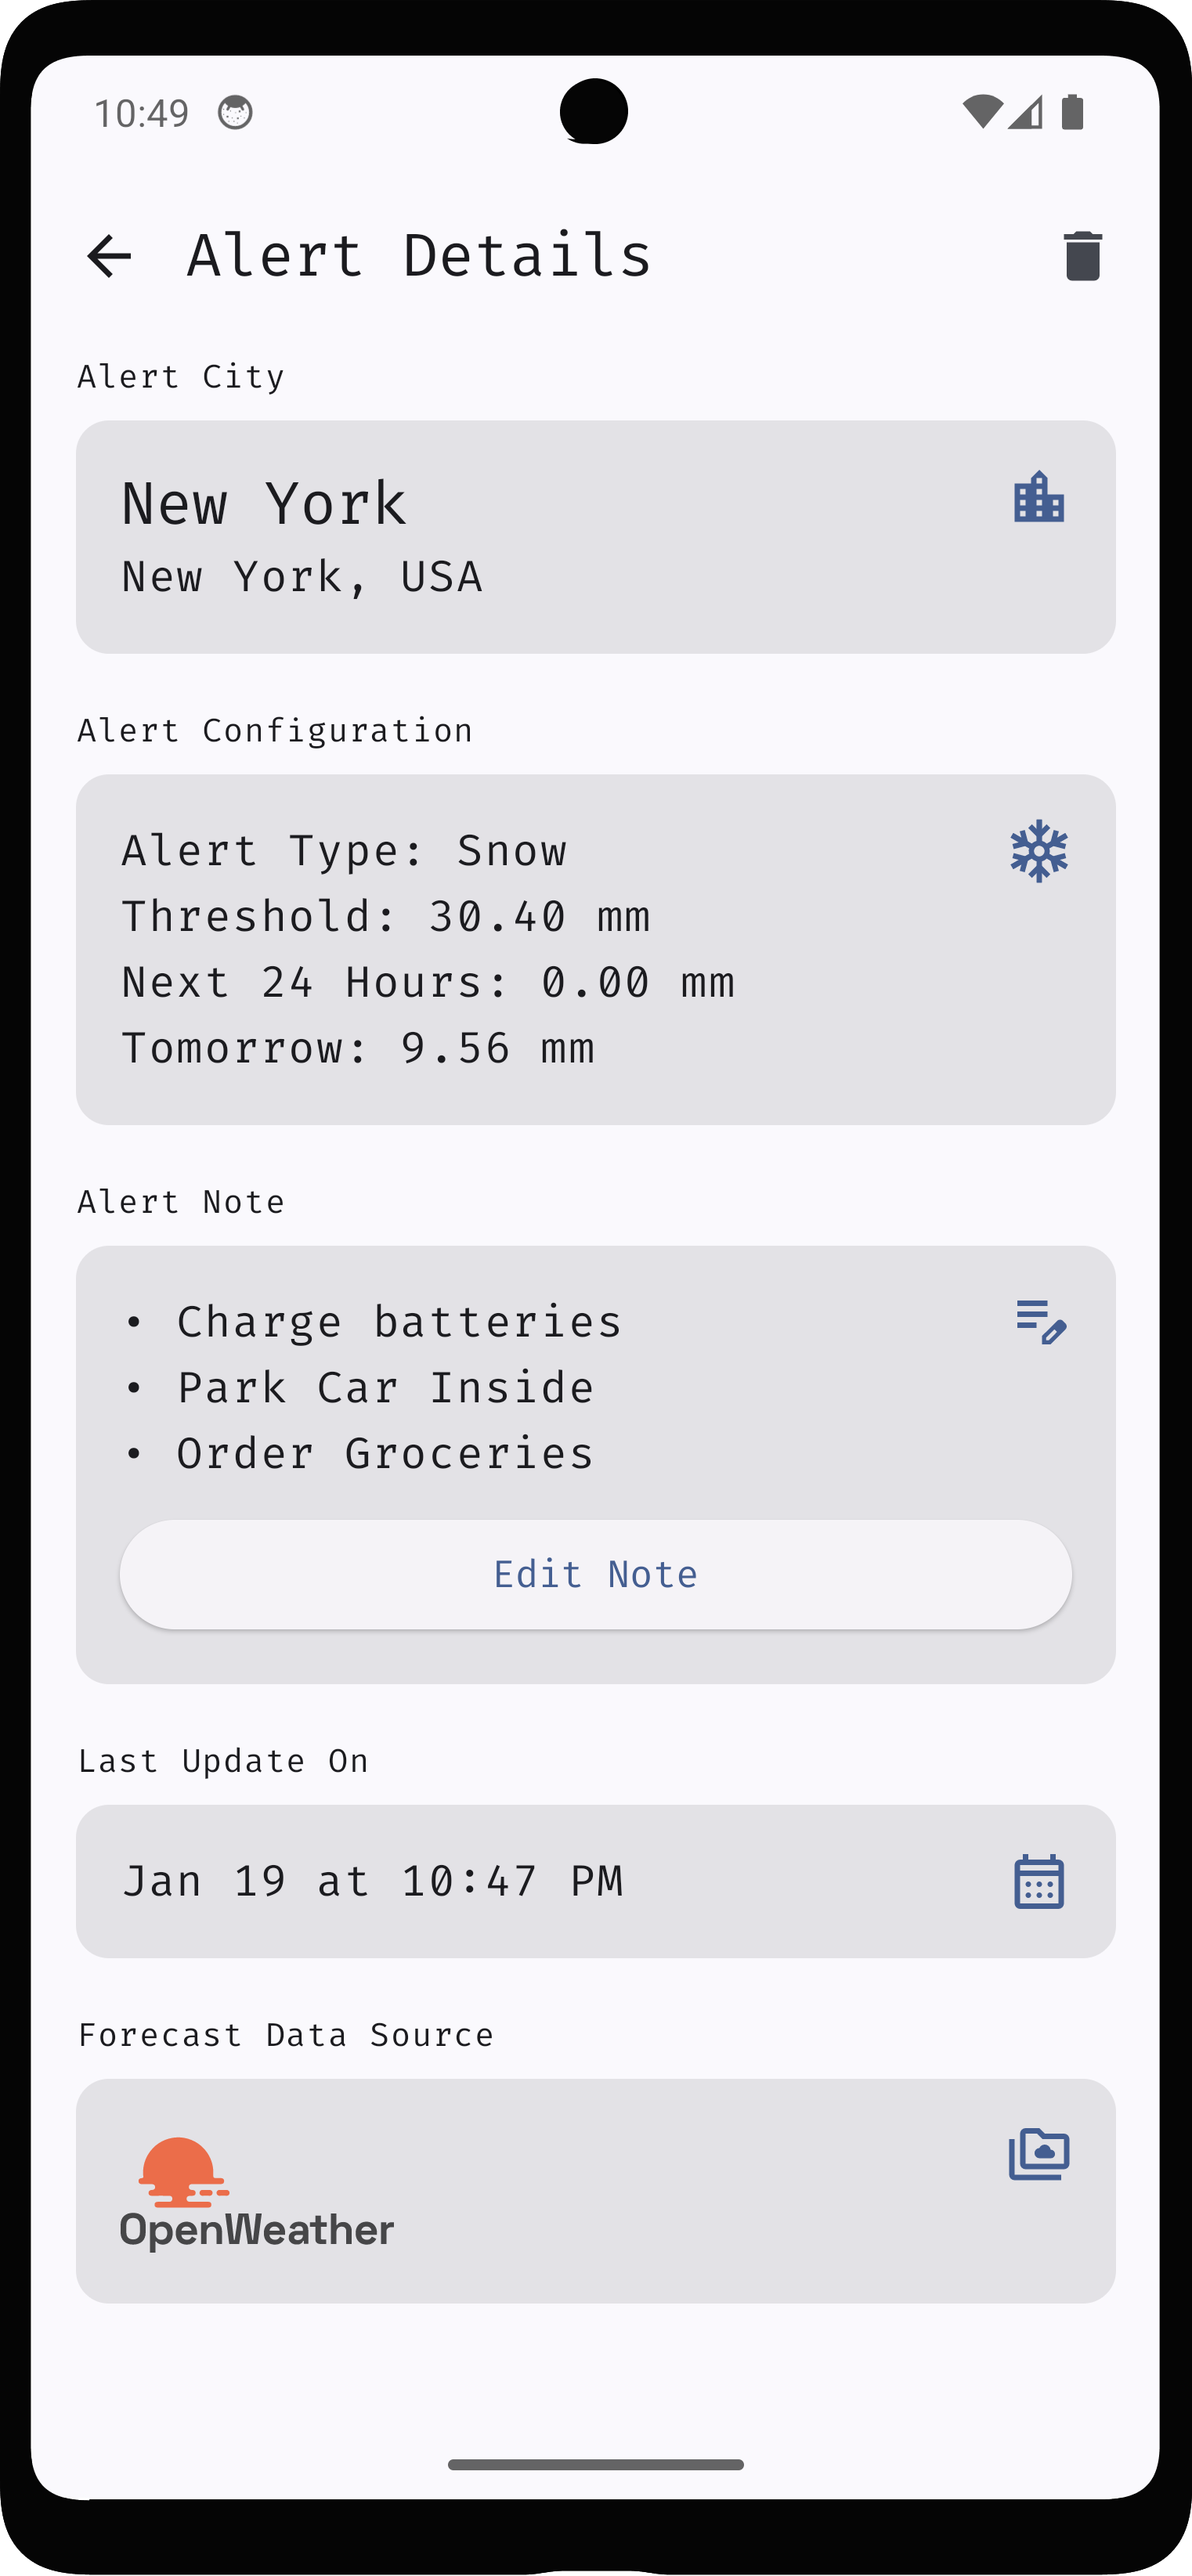 10:49
Alert Details
Alert City
New York
New York, USA
Alert Configuration
Alert Type: Snow
Threshold: 30.40 mm
Next 24 Hours: 0.00 mm
Tomorrow: 9.56 mm
Alert Note
• Charge batteries
• Park Car Inside
• Order Groceries
Edit Note
Last Update On
Jan 19 at 10:47 PM
Forecast Data Source
OpenWeather